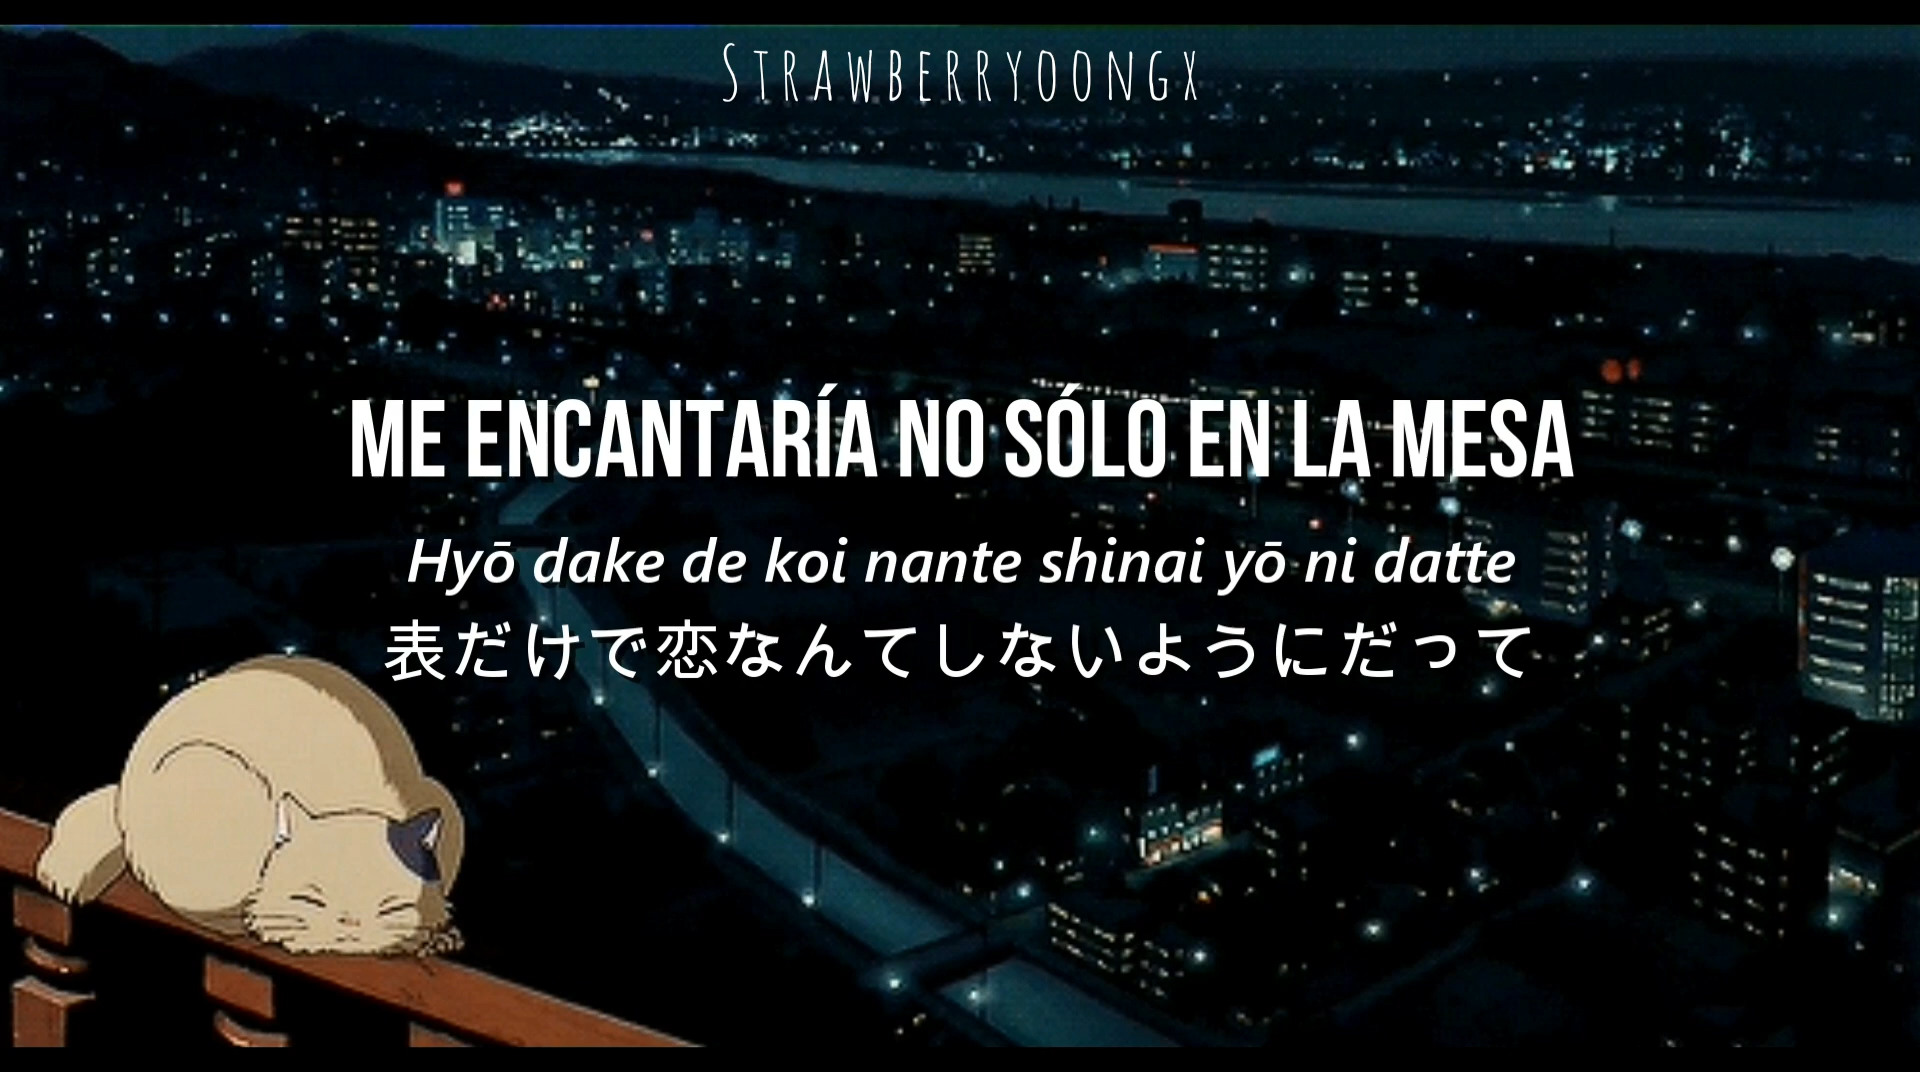 STRAWBERRYOONGX
ME ENCANTARÍA NO SÓLO EN LA MESA
Hyō dake de koi nante shinai yō ni datte
表だけで恋なんてしないようにだって